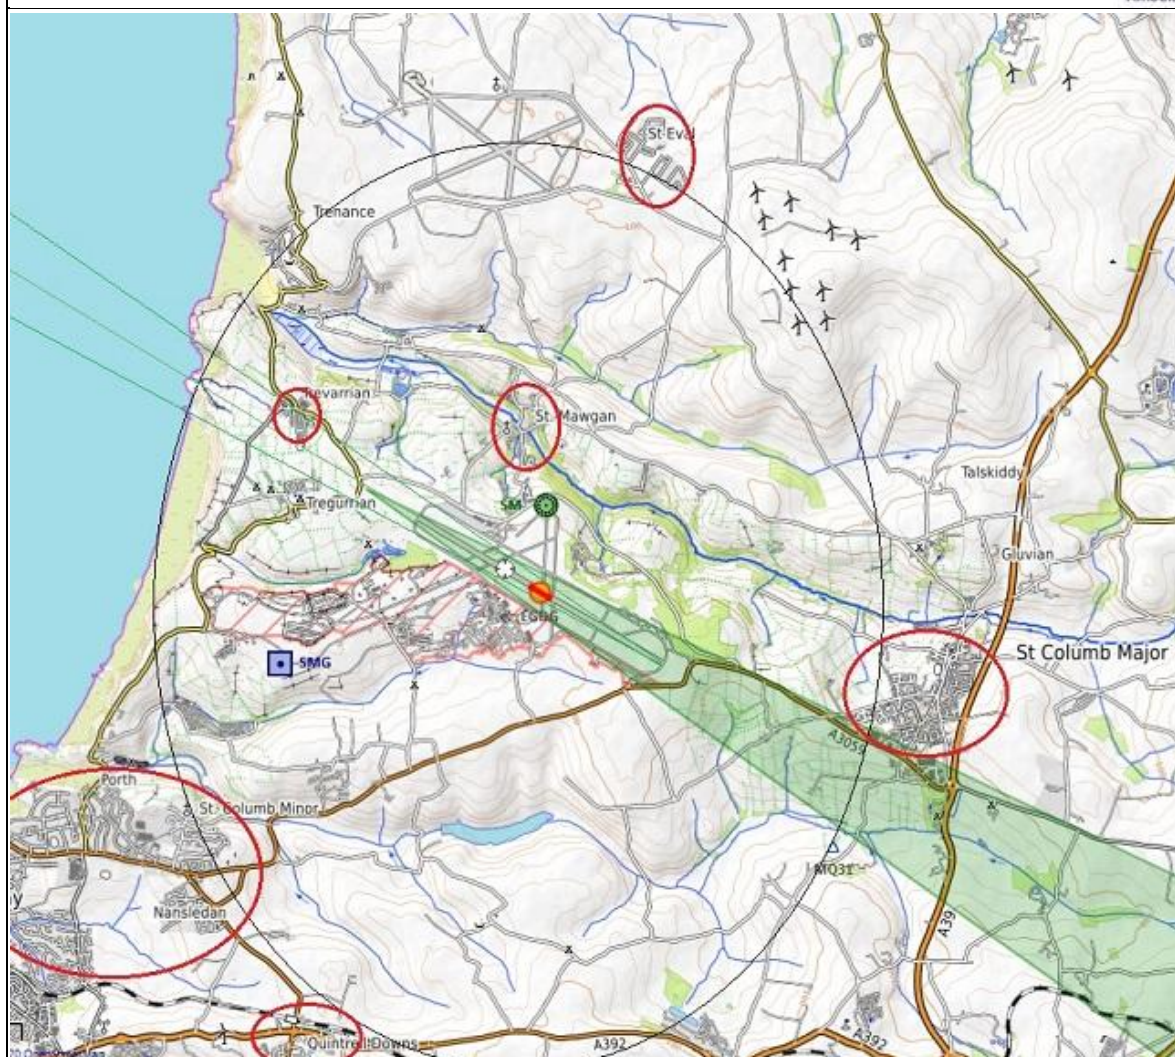 St Eval
Trenance
Trevarrian
St. Mawgan
Talskiddy
SM
Tregurrian
Gluvian
SMG
St Columb Major
A3059
Porth
St. Columb Minor
MQ31
Nansledan
A39
Quintrell Downs
A392
A392